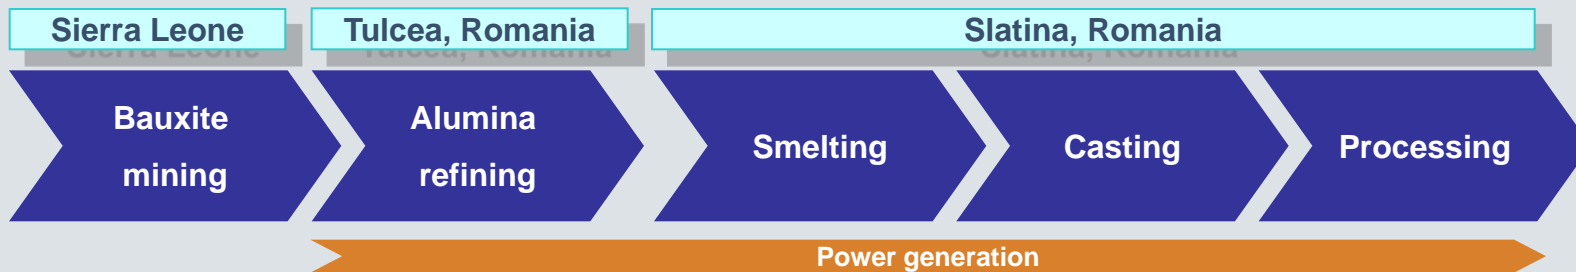 Sierra Leone
Tulcea, Romania
Slatina, Romania
Bauxite
mining
Alumina
refining
Smelting
Casting
Processing
Power generation